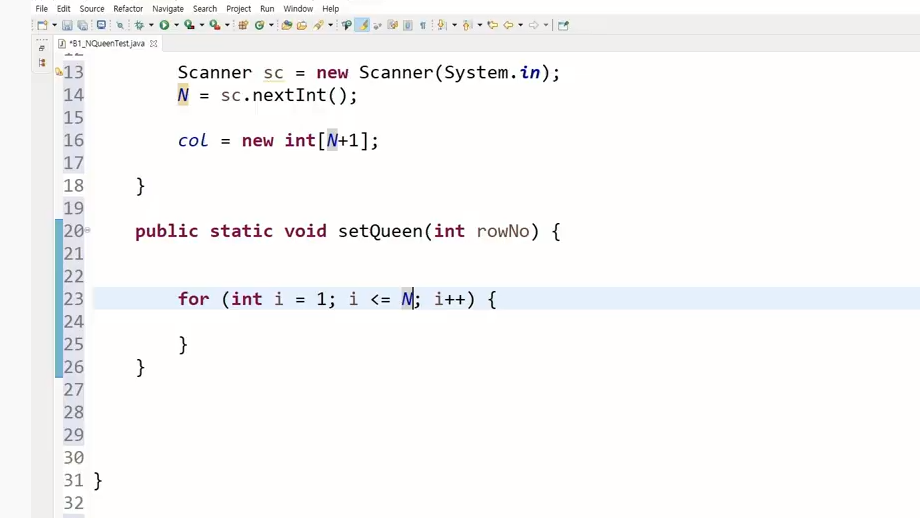 File Edit Source Refactor Navigate Search Project Run Window Help
*B1_NQueenTest.java
13 Scanner sc = new Scanner(System.in);
14 N = sc.nextInt();
15
16 col = new int[N+1];
17
18 }
19
20 public static void setQueen(int rowNo) {
21
22
23 for (int i = 1; i <= N; i++) {
24
25 }
26 }
27
28
29
30
31 }
32